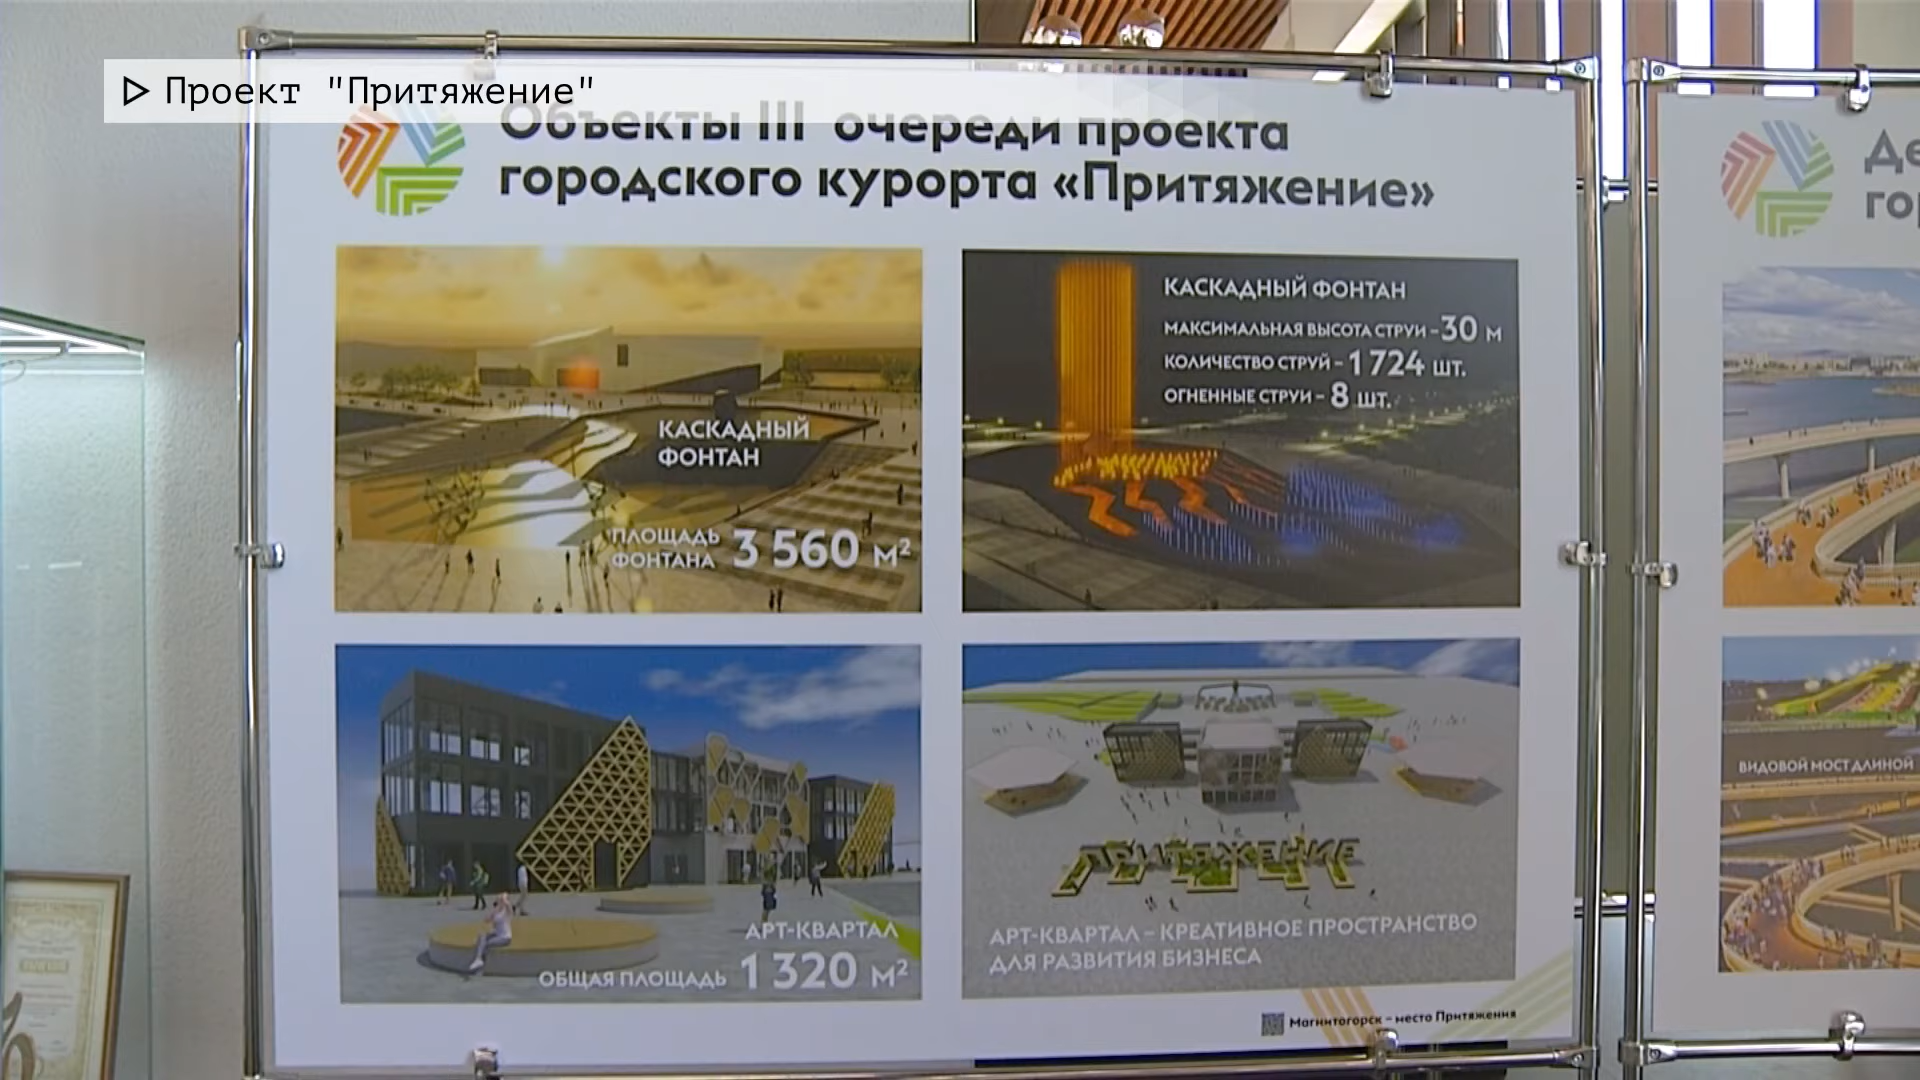 Проект "Притяжение"
Объекты III очереди проекта
городского курорта «Притяжение»
КАСКАДНЫЙ
ФОНТАН
ПЛОЩАДЬ
ФОНТАНА 3 560 м²
КАСКАДНЫЙ ФОНТАН
МАКСИМАЛЬНАЯ ВЫСОТА СТРУИ – 30 м
КОЛИЧЕСТВО СТРУЙ – 1 724 шт.
ОГНЕННЫЕ СТРУИ – 8 шт.
АРТ-КВАРТАЛ
ОБЩАЯ ПЛОЩАДЬ 1 320 м²
ПРИТЯЖЕНИЕ
АРТ-КВАРТАЛ – КРЕАТИВНОЕ ПРОСТРАНСТВО
ДЛЯ РАЗВИТИЯ БИЗНЕСА
Магнитогорск – место Притяжения
Де
гор
ВИДОВОЙ МОСТ ДЛИНОЙ